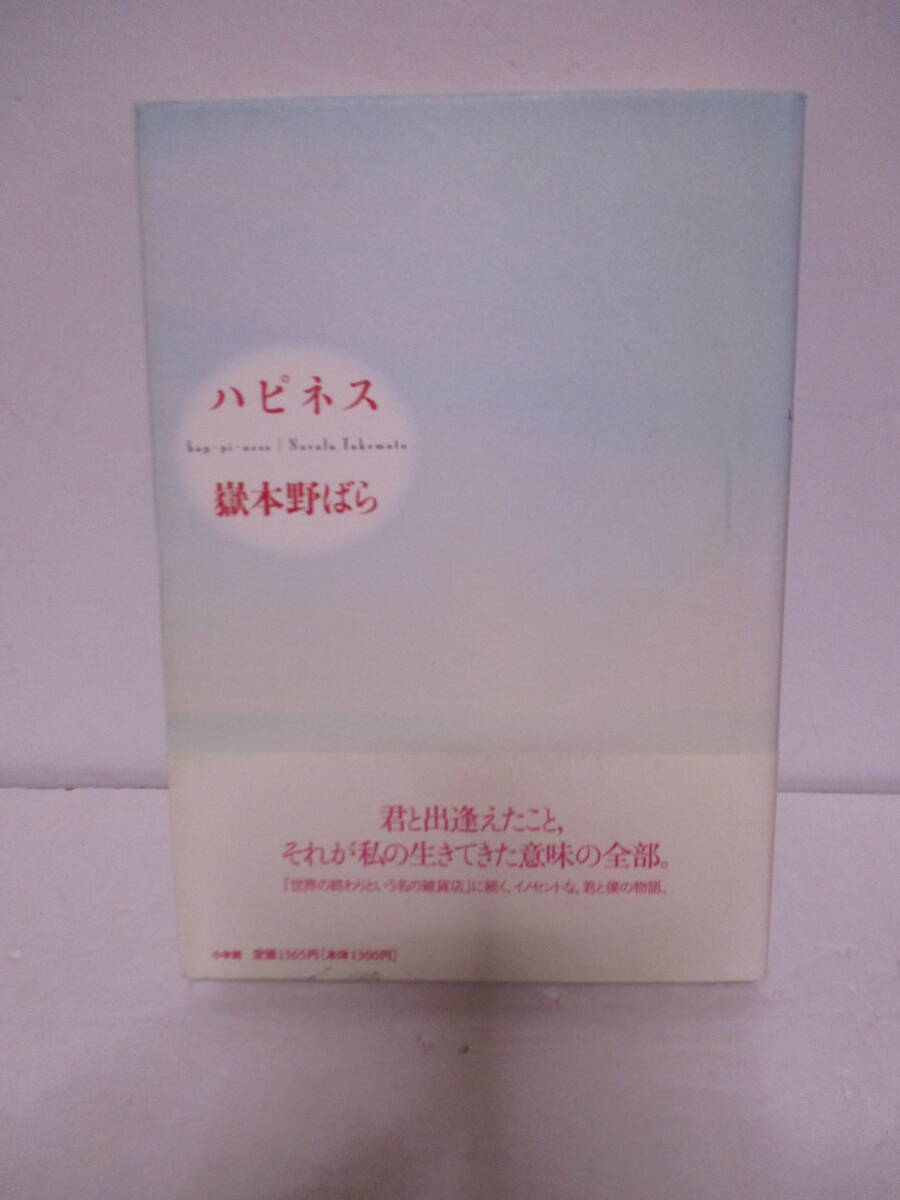 ハピネス
hap-pi-ness | Novala Takemoto
嶽本野ばら
君と出逢えたこと,
それが私の生きてきた意味の全部。
「世界の終わりという名の雑貨店」に続く、イノセントな、君と僕の物語。
小学館 定価1365円[本体1300円]